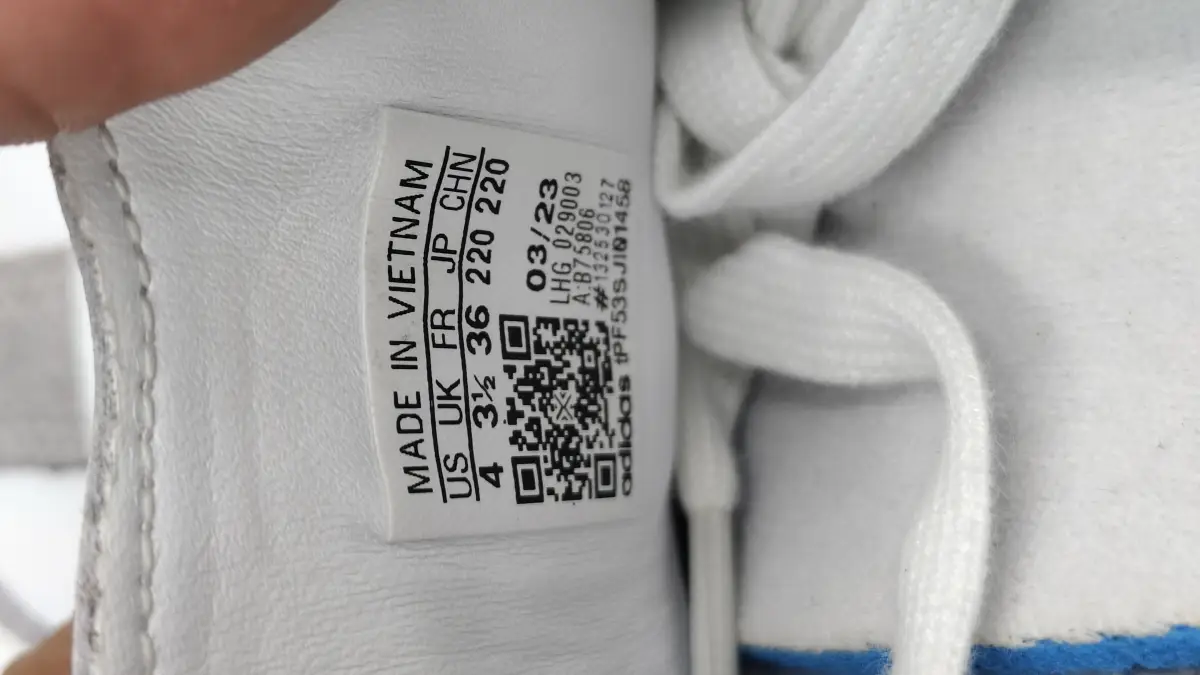 MADE IN VIETNAM
US UK FR JP CHN
4 3½ 36 220 220
03/23
LHG 029003
A:B75806
#132530127
adidas tPF53SJI01458